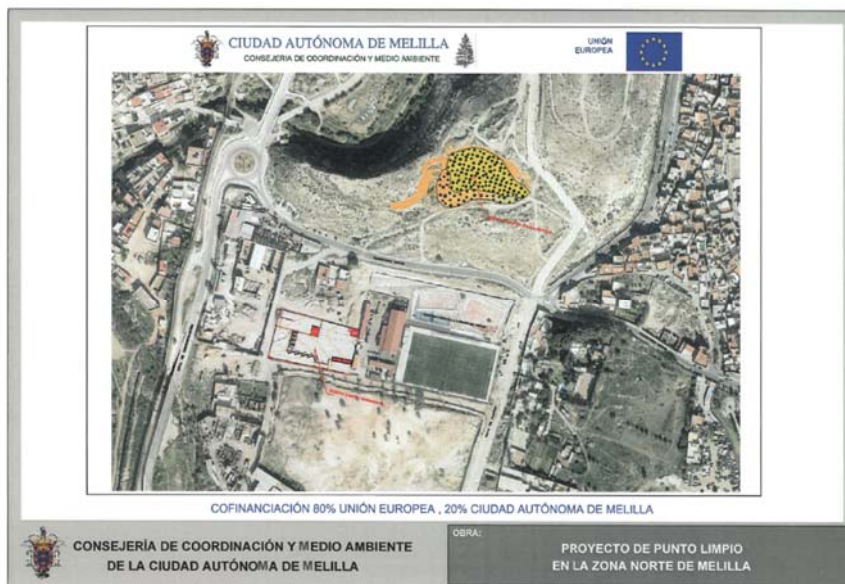 CIUDAD AUTÓNOMA DE MELILLA
CONSEJERIA DE COORDINACIÓN Y MEDIO AMBIENTE
UNIÓN
EUROPEA
COFINANCIACIÓN 80% UNIÓN EUROPEA , 20% CIUDAD AUTÓNOMA DE MELILLA
CONSEJERÍA DE COORDINACIÓN Y MEDIO AMBIENTE
DE LA CIUDAD AUTÓNOMA DE MELILLA
OBRA:
PROYECTO DE PUNTO LIMPIO
EN LA ZONA NORTE DE MELILLA